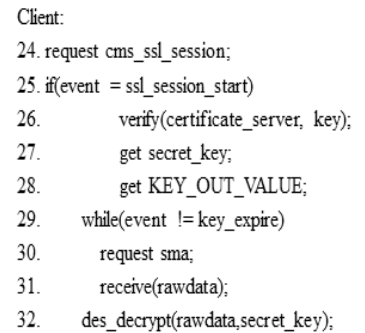 Client:
24. request cms_ssl_session;
25. if(event = ssl_session_start)
26. verify(certificate_server, key);
27. get secret_key;
28. get KEY_OUT_VALUE;
29. while(event != key_expire)
30. request sma;
31. receive(rawdata);
32. des_decrypt(rawdata,secret_key);